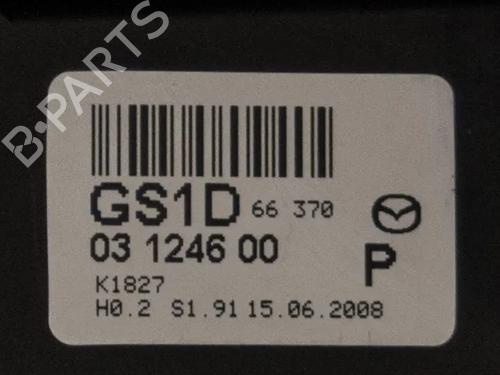 B-PARTS
GS1D 66 370
03 1246 00
P
K1827
H0.2 S1.91 15.06.2008